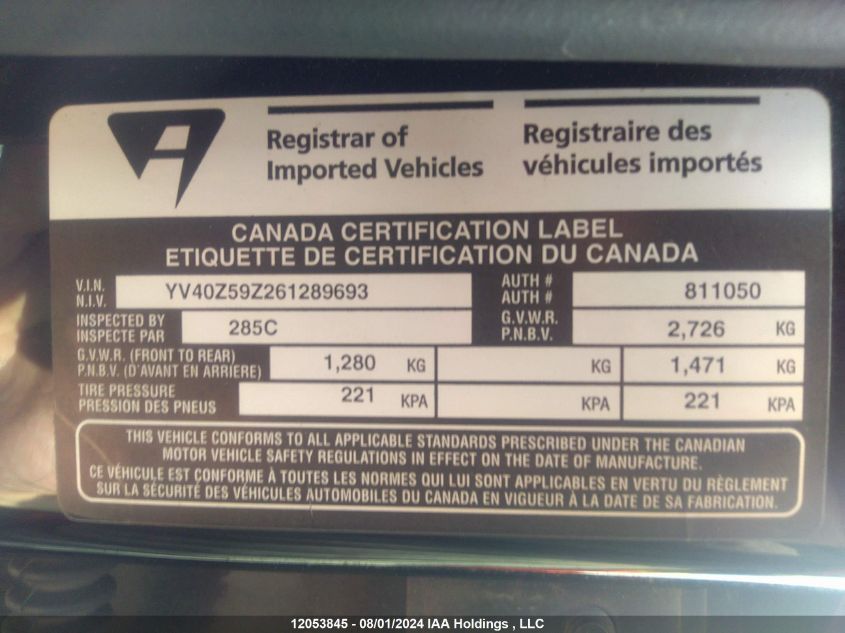 Registrar of
Imported Vehicles
Registraire des
véhicules importés
CANADA CERTIFICATION LABEL
ETIQUETTE DE CERTIFICATION DU CANADA
V.I.N.
N.I.V.
YV40Z59Z261289693
AUTH #
AUTH #
811050
INSPECTED BY
INSPECTE PAR
285C
G.V.W.R.
P.N.B.V.
2,726 KG
G.V.W.R. (FRONT TO REAR)
P.N.B.V. (D'AVANT EN ARRIERE)
1,280 KG
KG
1,471 KG
TIRE PRESSURE
PRESSION DES PNEUS
221 KPA
KPA
221 KPA
THIS VEHICLE CONFORMS TO ALL APPLICABLE STANDARDS PRESCRIBED UNDER THE CANADIAN
MOTOR VEHICLE SAFETY REGULATIONS IN EFFECT ON THE DATE OF MANUFACTURE.
CE VÉHICULE EST CONFORME À TOUTES LES NORMES QUI LUI SONT APPLICABLES EN VERTU DU RÈGLEMENT
SUR LA SÉCURITÉ DES VÉHICULES AUTOMOBILES DU CANADA EN VIGUEUR À LA DATE DE SA FABRICATION.
12053845 - 08/01/2024 IAA Holdings , LLC